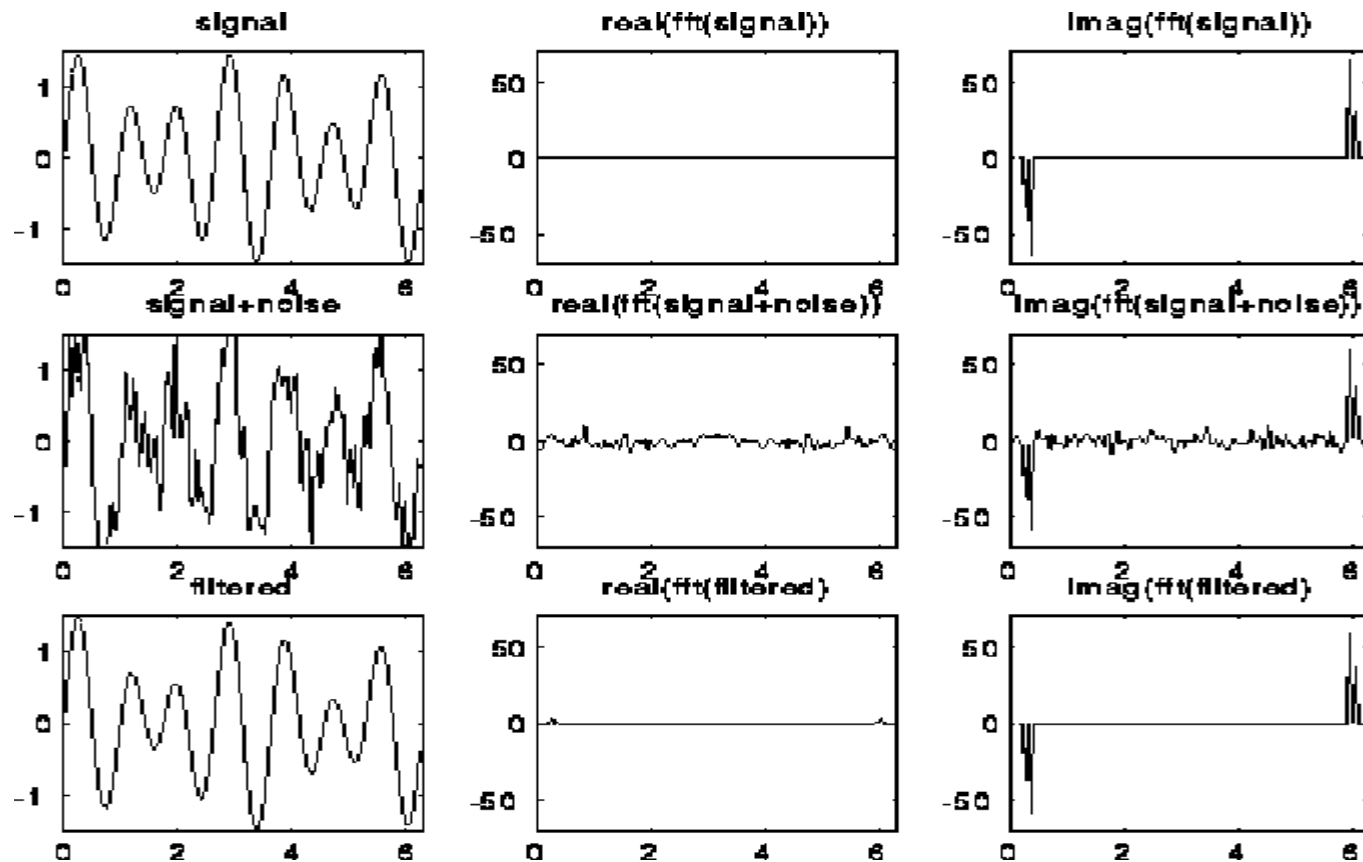 signal real(fft(signal)) imag(fft(signal))
1 50 50
0 0 0
-1 -50 -50
0 2 4 6 0 2 4 6 0 2 4 6
signal+noise real(fft(signal+noise)) imag(fft(signal+noise))
1 50 50
0 0 0
-1 -50 -50
0 2 4 6 0 2 4 6 0 2 4 6
filtered real(fft(filtered) imag(fft(filtered)
1 50 50
0 0 0
-1 -50 -50
0 2 4 6 0 2 4 6 0 2 4 6